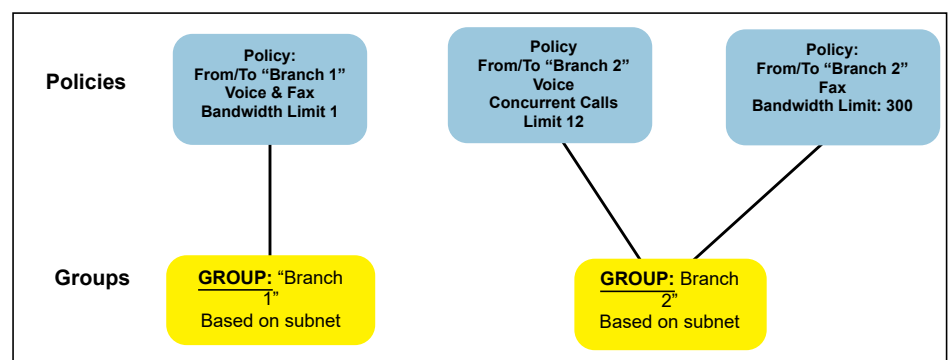 Policies
Policy:
From/To “Branch 1”
Voice & Fax
Bandwidth Limit 1
Policy
From/To “Branch 2”
Voice
Concurrent Calls
Limit 12
Policy:
From/To “Branch 2”
Fax
Bandwidth Limit: 300
Groups
GROUP: “Branch
1”
Based on subnet
GROUP: Branch
2”
Based on subnet